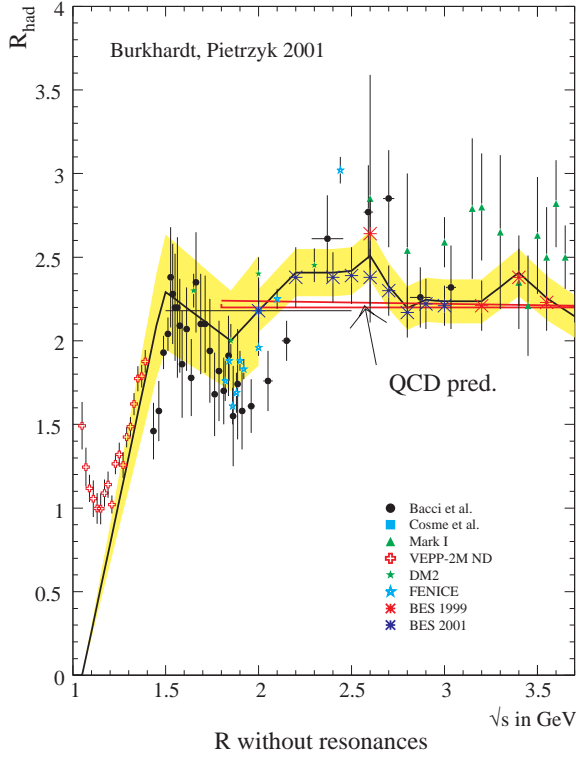 R_had
Burkhardt, Pietrzyk 2001
4
3.5
3
2.5
2
1.5
1
0.5
0
QCD pred.
Bacci et al.
Cosme et al.
Mark I
VEPP-2M ND
DM2
FENICE
BES 1999
BES 2001
1
1.5
2
2.5
3
3.5
√s in GeV
R without resonances